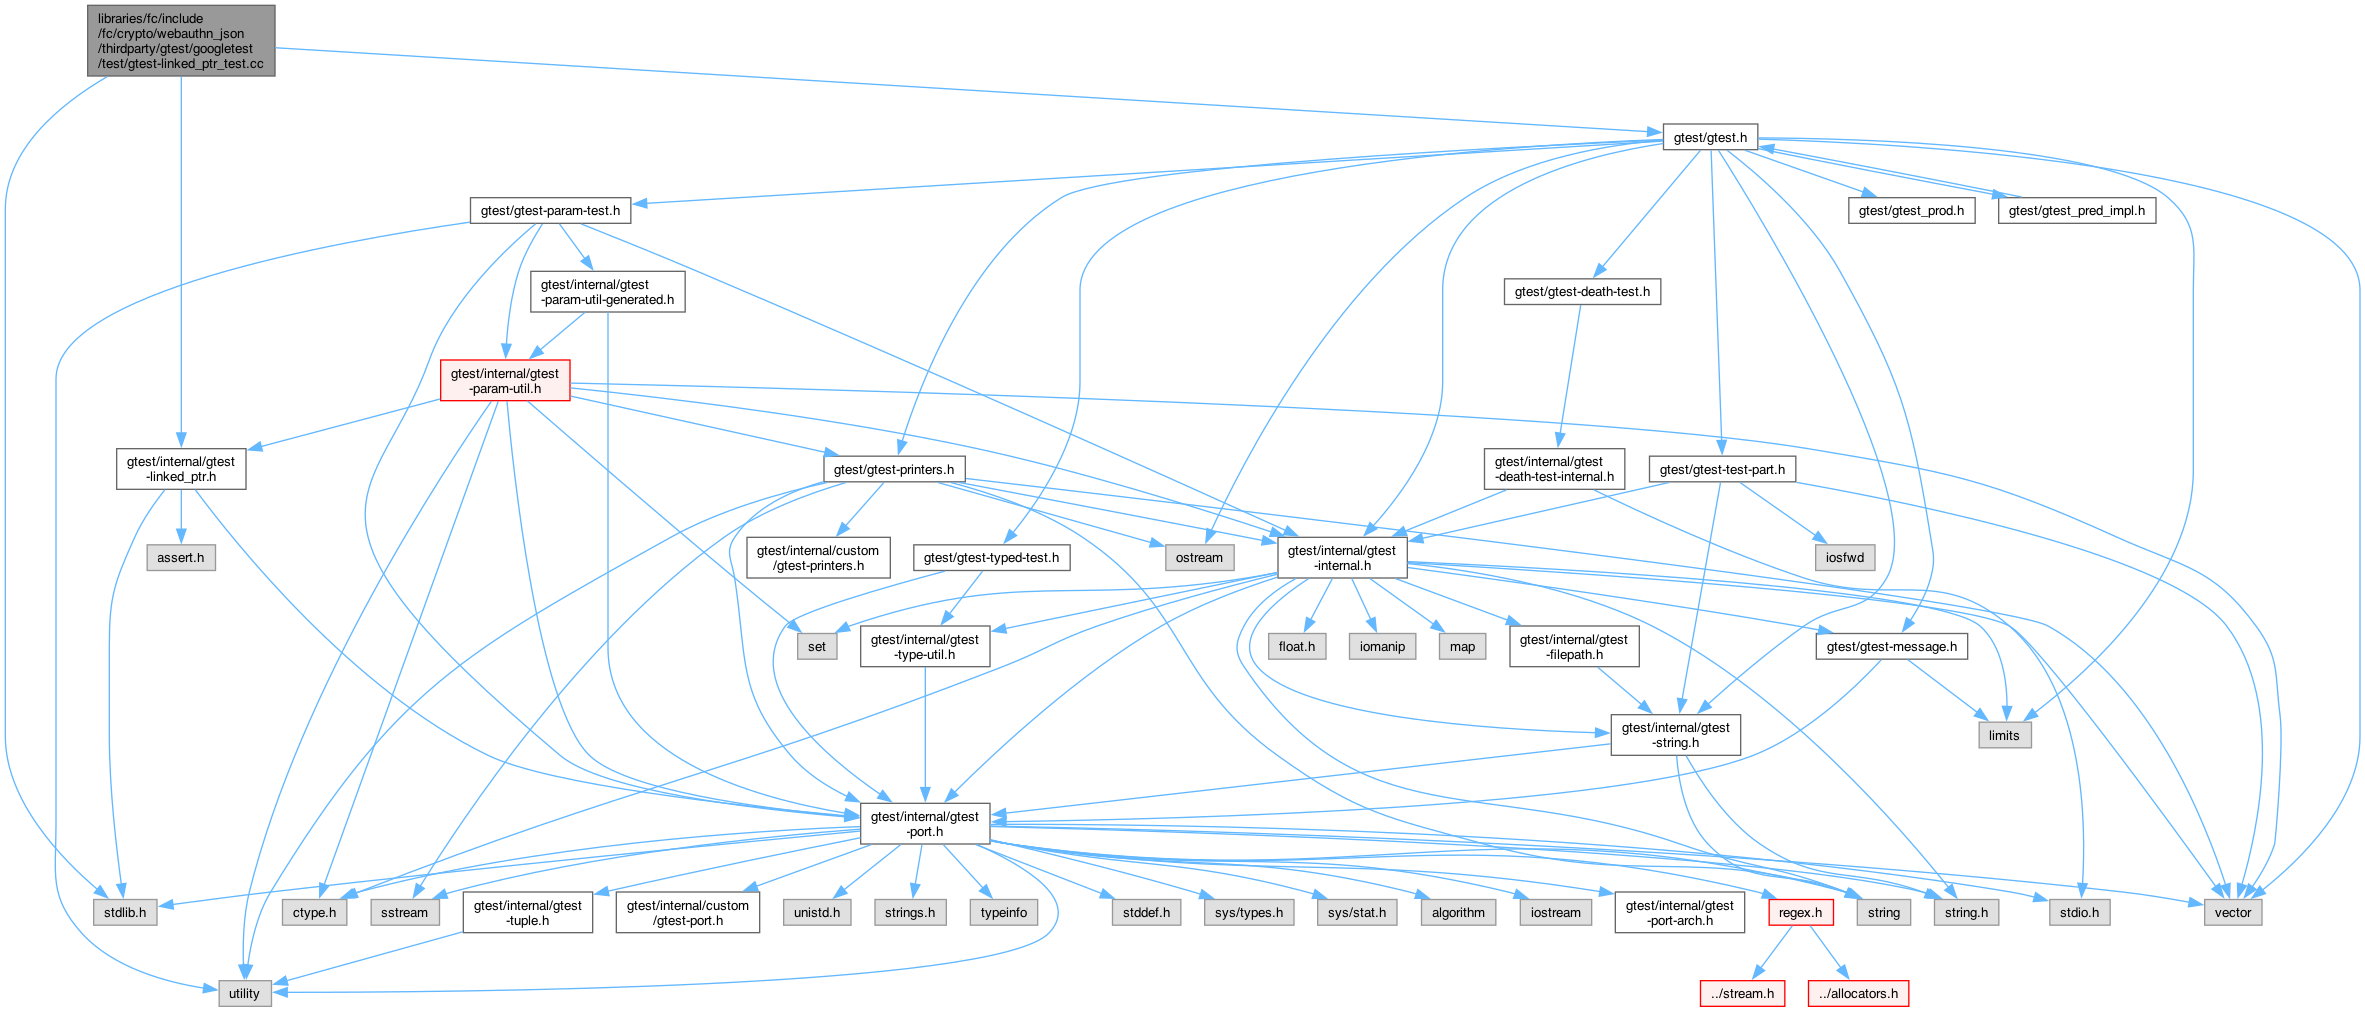 libraries/fc/include
/fc/crypto/webauthn_json
/thirdparty/gtest/googletest
/test/gtest-linked_ptr_test.cc
gtest/gtest.h
gtest/gtest-param-test.h
gtest/gtest_prod.h
gtest/gtest_pred_impl.h
gtest/internal/gtest
-param-util-generated.h
gtest/gtest-death-test.h
gtest/internal/gtest
-param-util.h
gtest/internal/gtest
-linked_ptr.h
gtest/gtest-printers.h
gtest/internal/gtest
-death-test-internal.h
gtest/gtest-test-part.h
assert.h
gtest/internal/custom
/gtest-printers.h
gtest/gtest-typed-test.h
ostream
gtest/internal/gtest
-internal.h
iosfwd
set
gtest/internal/gtest
-type-util.h
float.h
iomanip
map
gtest/internal/gtest
-filepath.h
gtest/gtest-message.h
gtest/internal/gtest
-string.h
limits
gtest/internal/gtest
-port.h
stdlib.h
ctype.h
sstream
gtest/internal/gtest
-tuple.h
gtest/internal/custom
/gtest-port.h
unistd.h
strings.h
typeinfo
stddef.h
sys/types.h
sys/stat.h
algorithm
iostream
gtest/internal/gtest
-port-arch.h
regex.h
string
string.h
stdio.h
vector
utility
../stream.h
../allocators.h